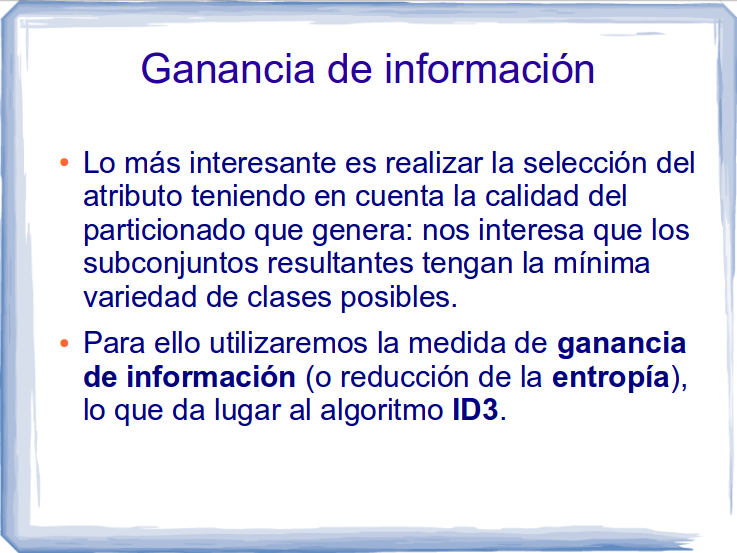 Ganancia de información
• Lo más interesante es realizar la selección del
atributo teniendo en cuenta la calidad del
particionado que genera: nos interesa que los
subconjuntos resultantes tengan la mínima
variedad de clases posibles.
• Para ello utilizaremos la medida de ganancia
de información (o reducción de la entropía),
lo que da lugar al algoritmo ID3.